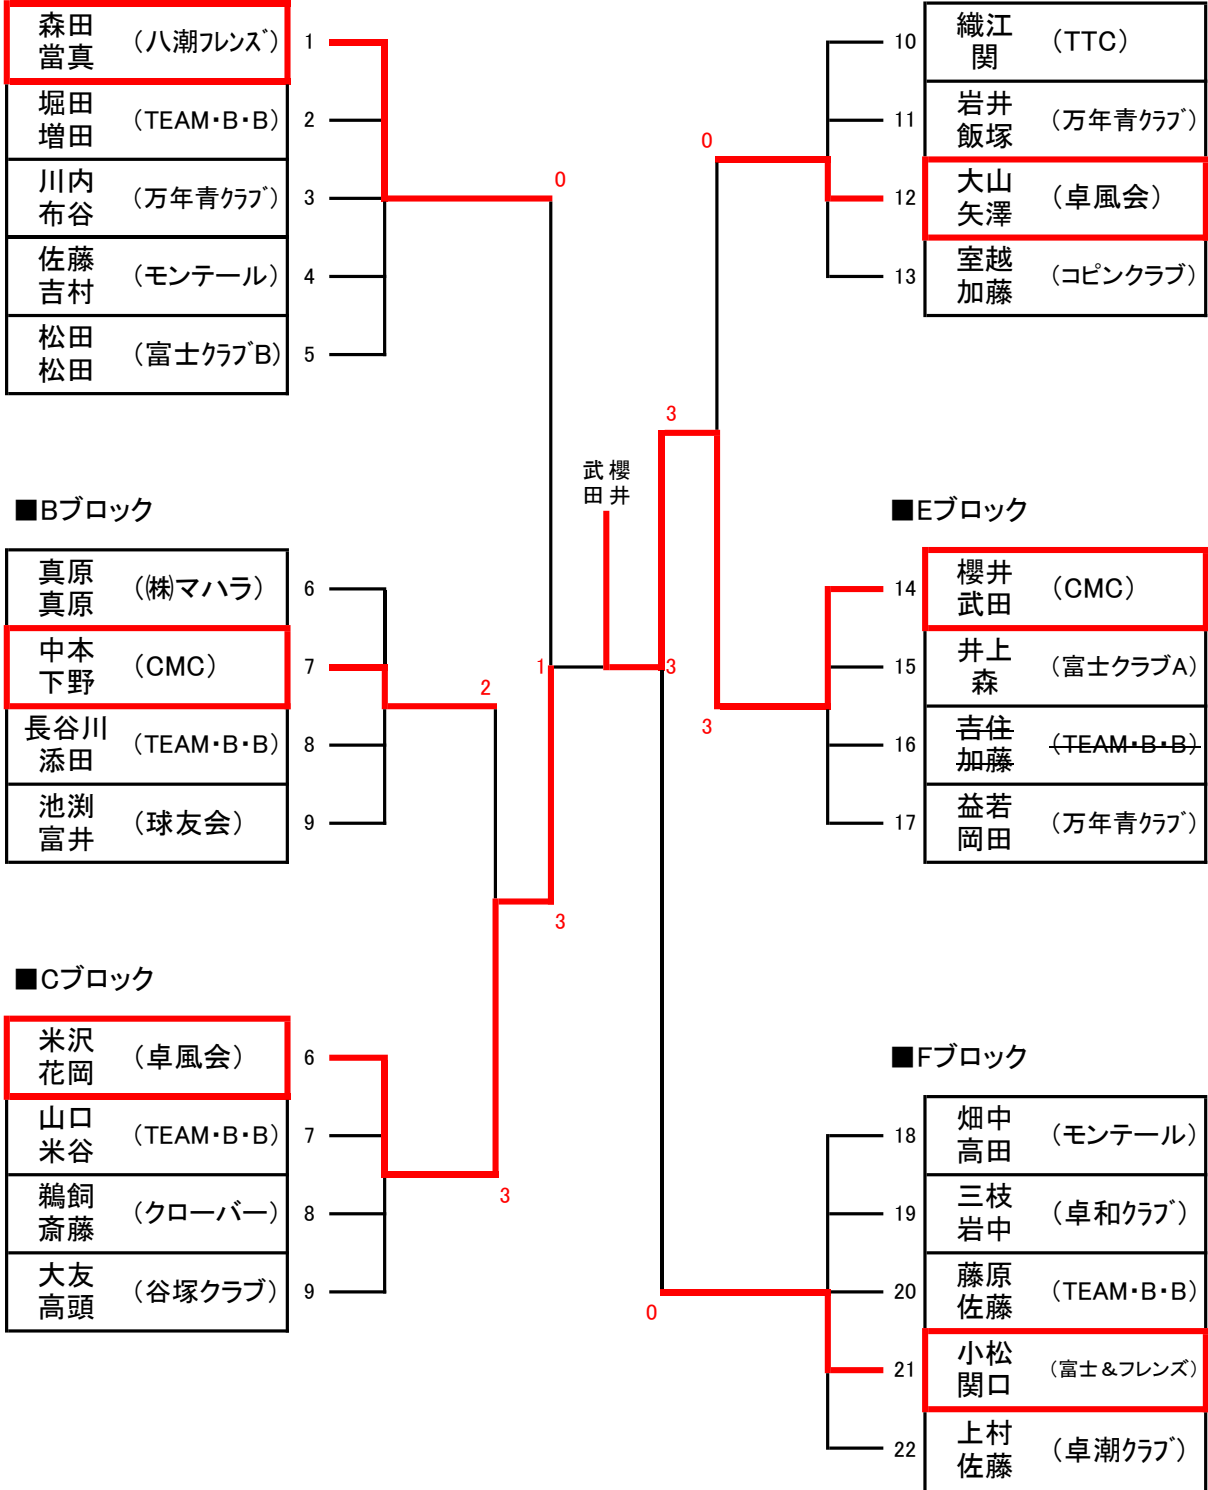 森田
當真
（八潮ﾌﾚﾝｽﾞ）
1
堀田
増田
（TEAM・B・B）
2
川内
布谷
（万年青ｸﾗﾌﾞ）
3
佐藤
吉村
（モンテール）
4
松田
松田
（富士ｸﾗﾌﾞB）
5
■Bブロック
真原
真原
（㈱マハラ）
6
中本
下野
（CMC）
7
長谷川
添田
（TEAM・B・B）
8
池渕
富井
（球友会）
9
■Cブロック
米沢
花岡
（卓風会）
6
山口
米谷
（TEAM・B・B）
7
鵜飼
斎藤
（クローバー）
8
大友
高頭
（谷塚クラブ）
9
0
2
3
3
1
櫻井
武田
3
3
0
3
0
10
織江
関
（TTC）
11
岩井
飯塚
（万年青ｸﾗﾌﾞ）
12
大山
矢澤
（卓風会）
13
室越
加藤
（コピンクラブ）
■Eブロック
14
櫻井
武田
（CMC）
15
井上
森
（富士クラブA）
16
吉住
加藤
（TEAM・B・B）
17
益若
岡田
（万年青ｸﾗﾌﾞ）
■Fブロック
18
畑中
高田
（モンテール）
19
三枝
岩中
（卓和ｸﾗﾌﾞ）
20
藤原
佐藤
（TEAM・B・B）
21
小松
関口
（富士＆フレンズ）
22
上村
佐藤
（卓潮ｸﾗﾌﾞ）